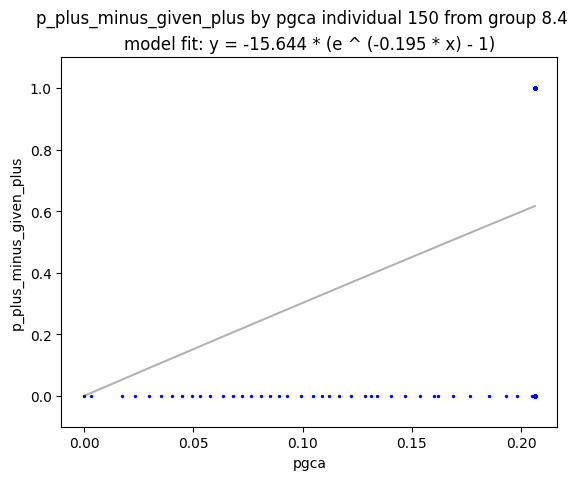 p_plus_minus_given_plus by pgca individual 150 from group 8.4
model fit: y = -15.644 * (e ^ (-0.195 * x) - 1)
1.0
0.8
0.6
0.4
0.2
0.0
p_plus_minus_given_plus
0.00 0.05 0.10 0.15 0.20
pgca